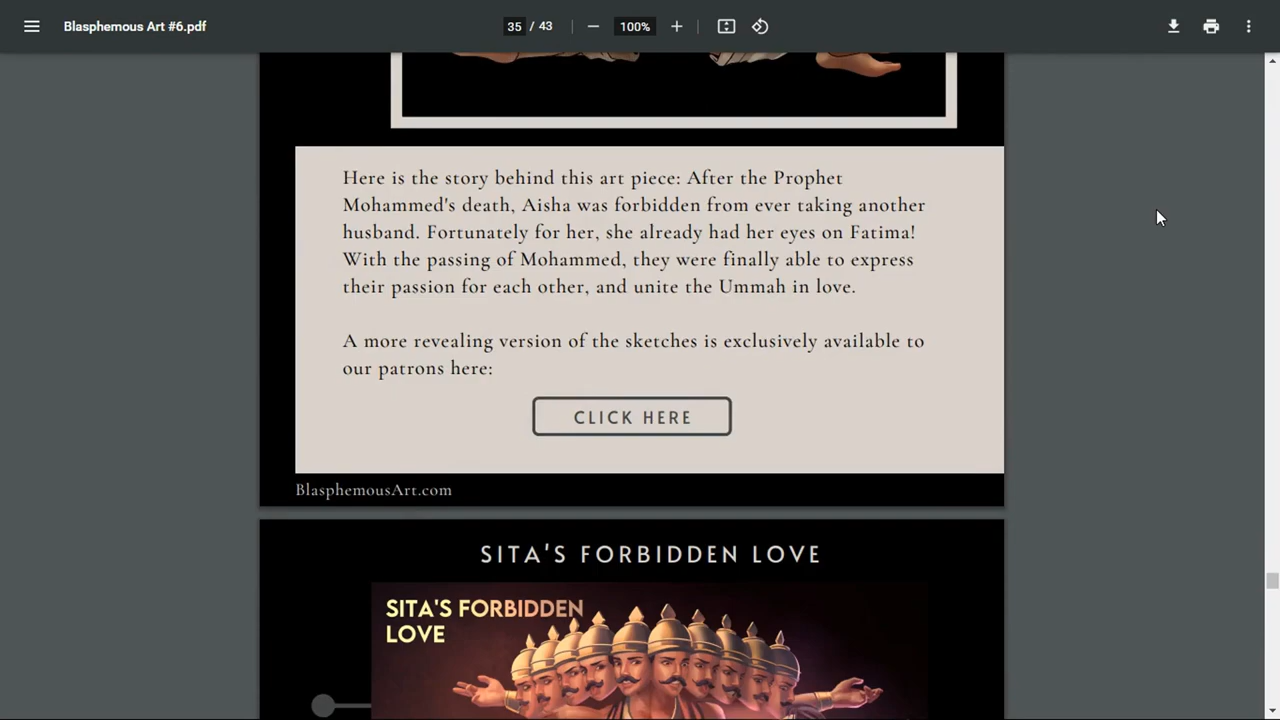 Blasphemous Art #6.pdf
35 / 43
100%
Here is the story behind this art piece: After the Prophet
Mohammed's death, Aisha was forbidden from ever taking another
husband. Fortunately for her, she already had her eyes on Fatima!
With the passing of Mohammed, they were finally able to express
their passion for each other, and unite the Ummah in love.
A more revealing version of the sketches is exclusively available to
our patrons here:
CLICK HERE
BlasphemousArt.com
SITA'S FORBIDDEN LOVE
SITA'S FORBIDDEN
LOVE